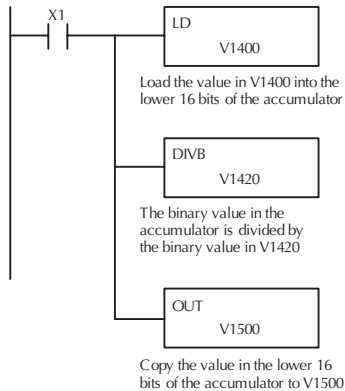 X1
LD
V1400
Load the value in V1400 into the
lower 16 bits of the accumulator
DIVB
V1420
The binary value in the
accumulator is divided by
the binary value in V1420
OUT
V1500
Copy the value in the lower 16
bits of the accumulator to V1500